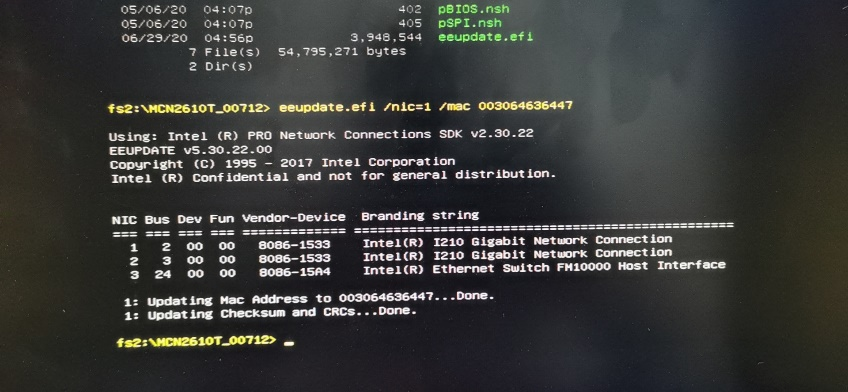 05/06/20 04:07p 402 pBIOS.nsh
05/06/20 04:07p 405 pSPI.nsh
06/29/20 04:56p 3,948,544 eeupdate.efi
7 File(s) 54,795,271 bytes
2 Dir(s)
fs2:\MCN2610T_00712> eeupdate.efi /nic=1 /mac 003064636447
Using: Intel (R) PRO Network Connections SDK v2.30.22
EEUPDATE v5.30.22.00
Copyright (C) 1995 - 2017 Intel Corporation
Intel (R) Confidential and not for general distribution.
NIC Bus Dev Fun Vendor-Device Branding string
=== === === === ============= =================================================
1 2 00 00 8086-1533 Intel(R) I210 Gigabit Network Connection
2 3 00 00 8086-1533 Intel(R) I210 Gigabit Network Connection
3 24 00 00 8086-15A4 Intel(R) Ethernet Switch FM10000 Host Interface
1: Updating Mac Address to 003064636447...Done.
1: Updating Checksum and CRCs...Done.
fs2:\MCN2610T_00712> _